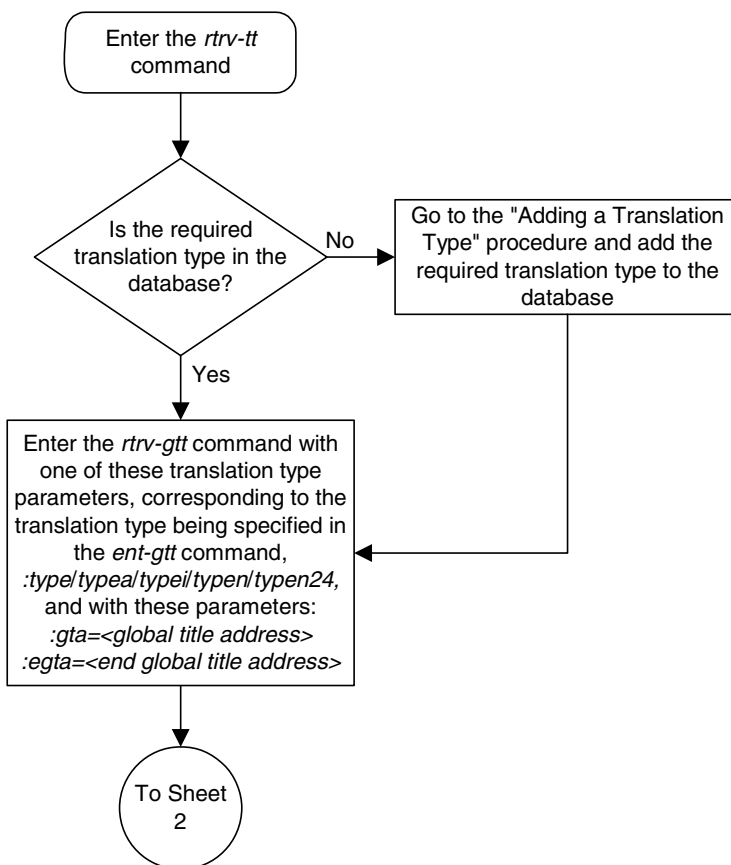 Enter the rtrv-tt
command
Is the required
translation type in the
database?
No
Go to the "Adding a Translation
Type" procedure and add the
required translation type to the
database
Yes
Enter the rtrv-gtt command with
one of these translation type
parameters, corresponding to the
translation type being specified in
the ent-gtt command,
:type/typea/typei/typen/typen24,
and with these parameters:
:gta=<global title address>
:egta=<end global title address>
To Sheet
2